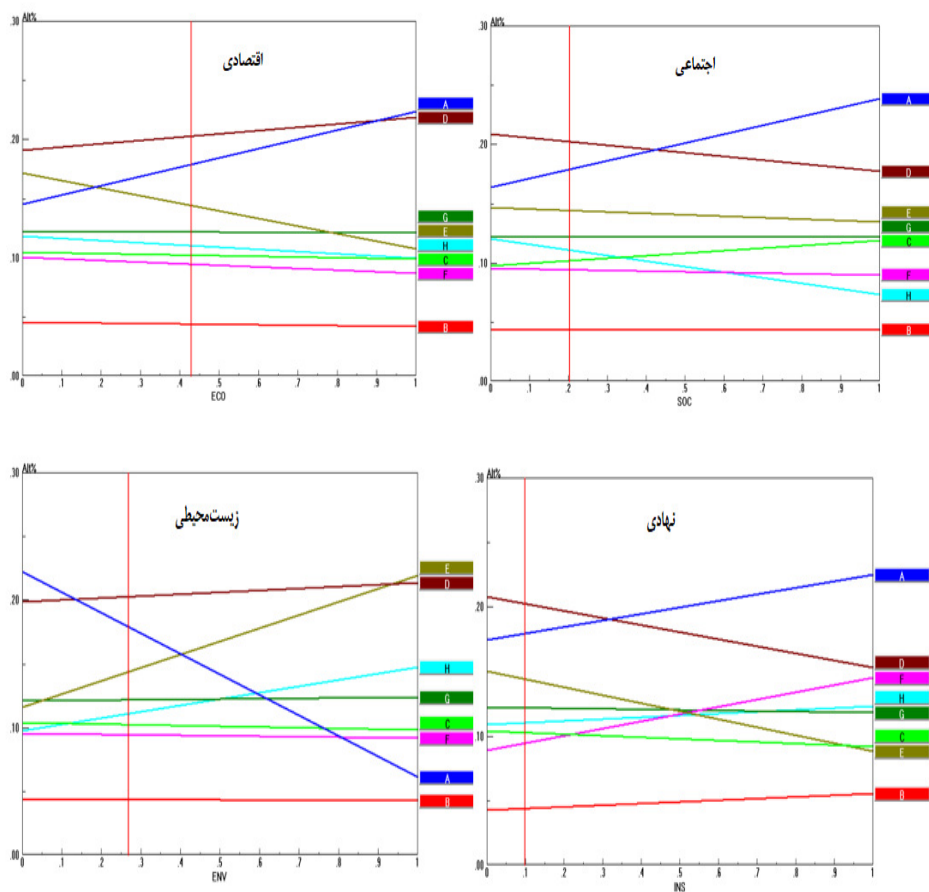 .30 Alt%
اقتصادی
.20
.10
.00
A
D
G
E
H
C
F
B
0 .1 .2 .3 .4 .5 .6 .7 .8 .9 1
ECO
.30 Alt%
اجتماعی
.20
.10
.00
A
D
E
G
C
F
H
B
0 .1 .2 .3 .4 .5 .6 .7 .8 .9 1
SOC
.30 Alt%
زیست‌محیطی
.20
.10
.00
E
D
H
G
C
F
A
B
0 .1 .2 .3 .4 .5 .6 .7 .8 .9 1
ENV
.30 Alt%
نهادی
.20
.10
.00
A
D
F
H
G
C
E
B
0 .1 .2 .3 .4 .5 .6 .7 .8 .9 1
INS